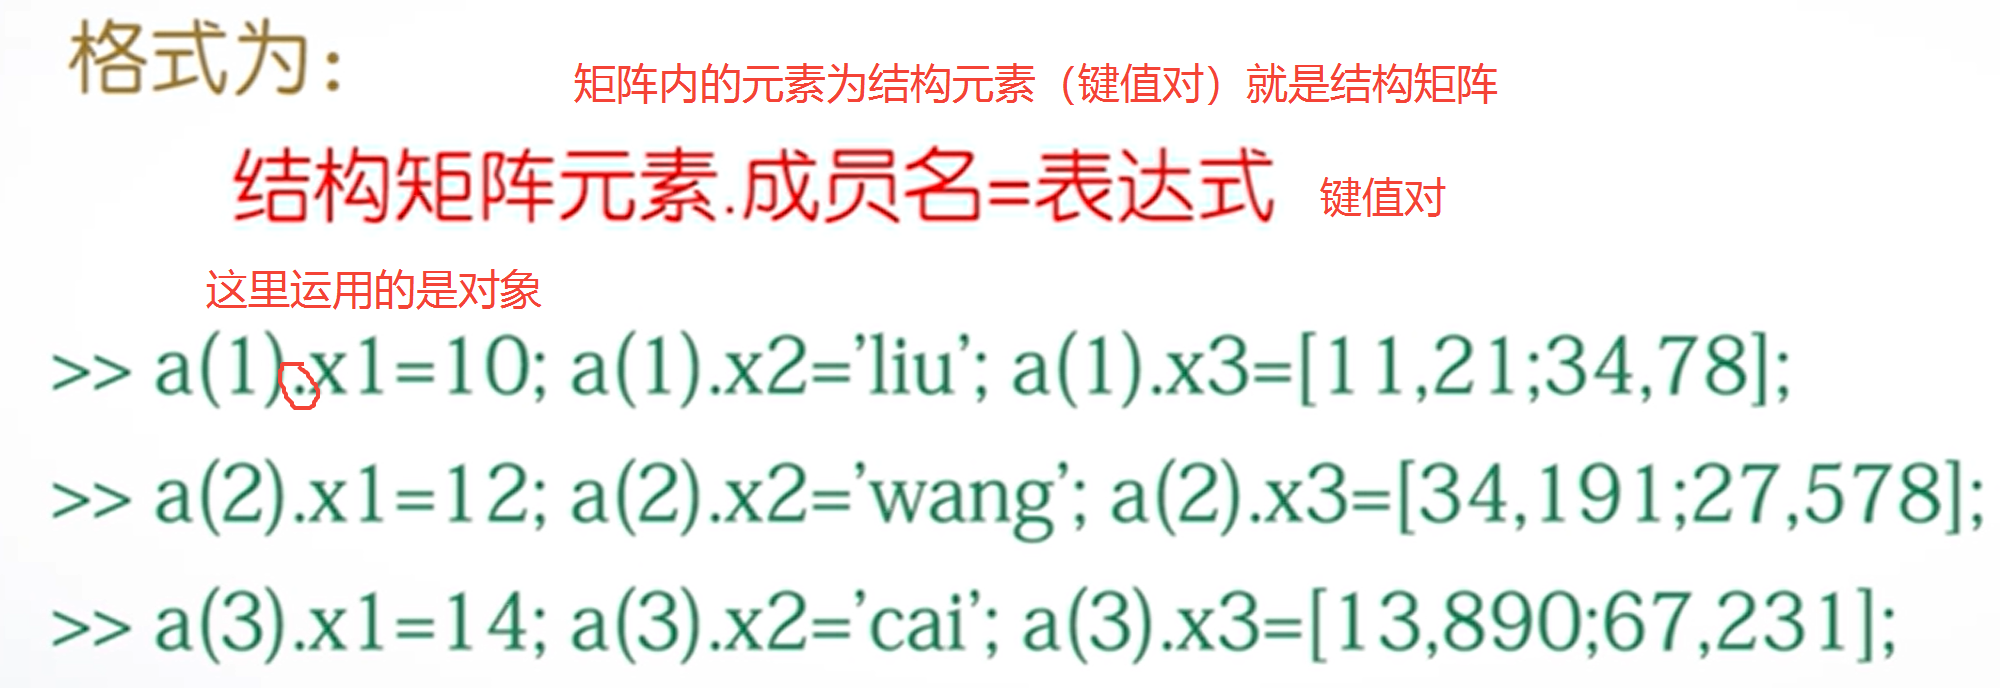 格式为：
矩阵内的元素为结构元素（键值对）就是结构矩阵
结构矩阵元素.成员名=表达式
键值对
这里运用的是对象
>> a(1).x1=10; a(1).x2='liu'; a(1).x3=[11,21;34,78];
>> a(2).x1=12; a(2).x2='wang'; a(2).x3=[34,191;27,578];
>> a(3).x1=14; a(3).x2='cai'; a(3).x3=[13,890;67,231];